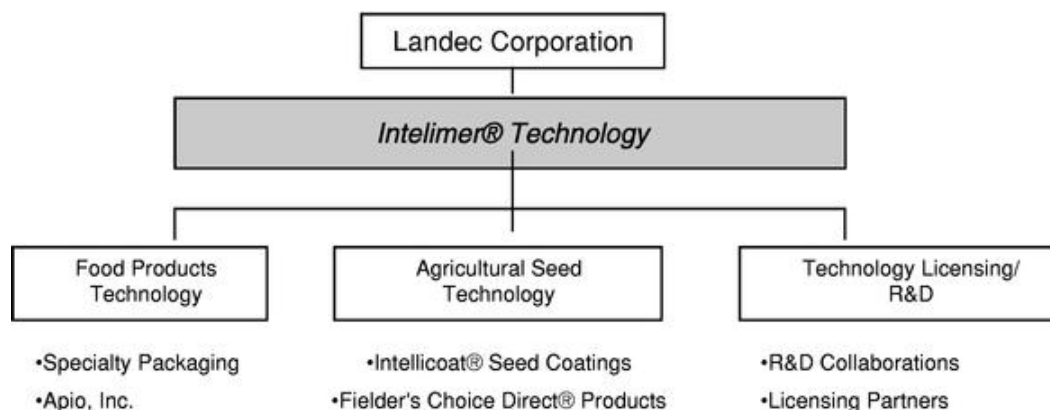 Landec Corporation
Intelimer® Technology
Food Products
Technology
Agricultural Seed
Technology
Technology Licensing/
R&D
•Specialty Packaging
•Apio, Inc.
•Intellicoat® Seed Coatings
•Fielder's Choice Direct® Products
•R&D Collaborations
•Licensing Partners